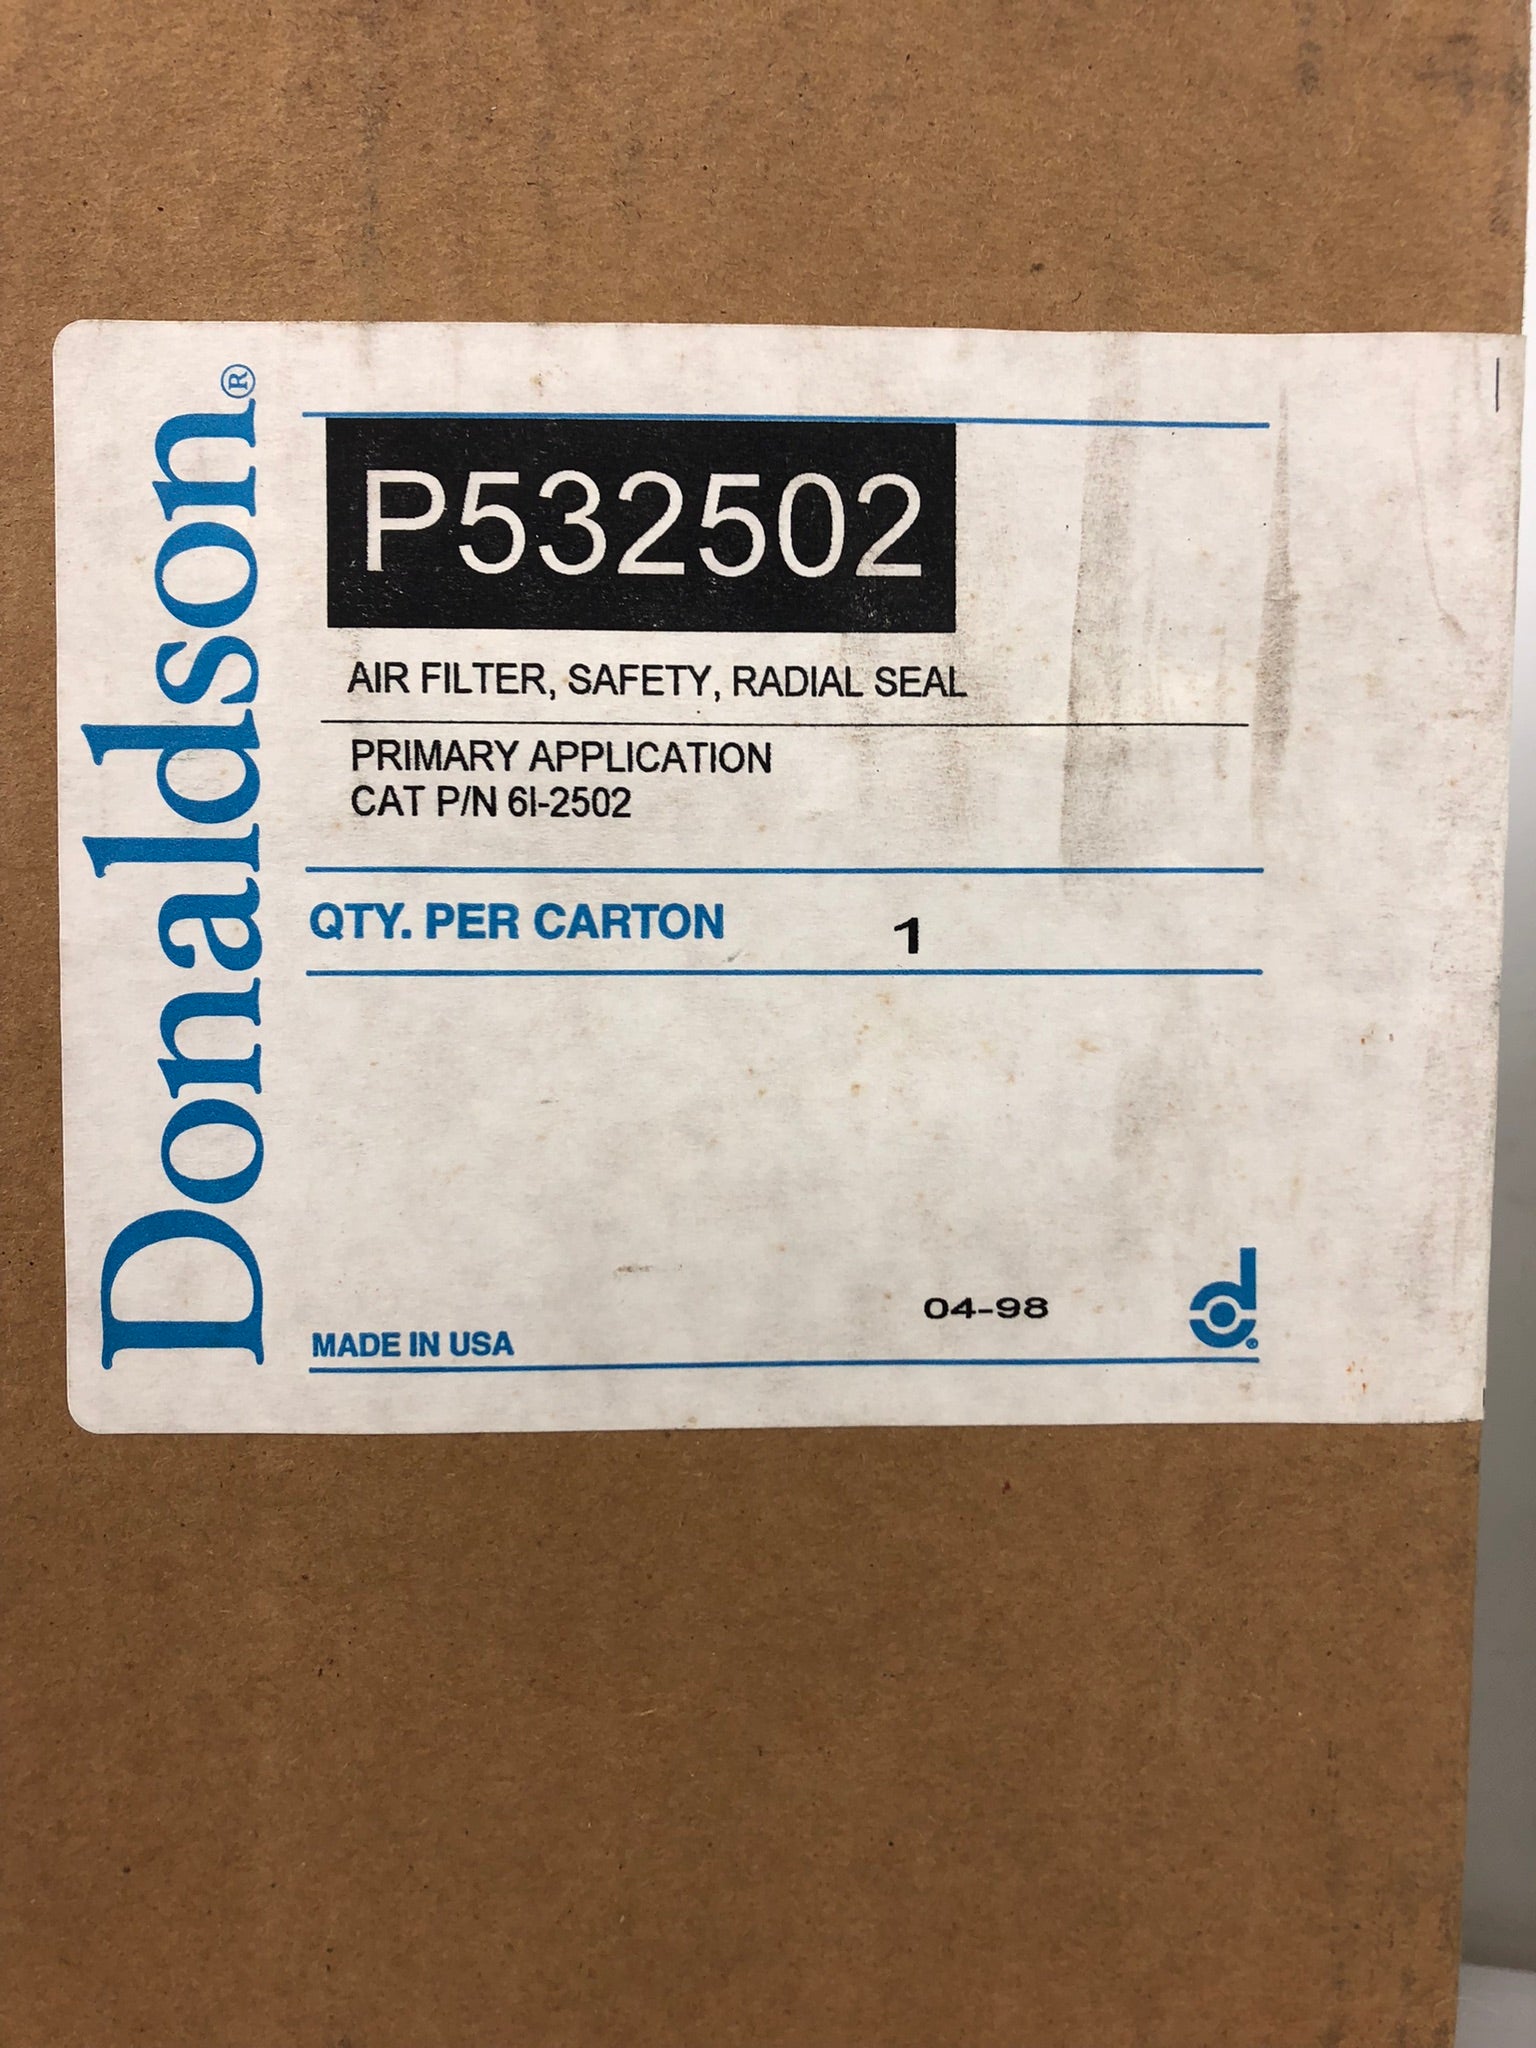 Donaldson®
P532502
AIR FILTER, SAFETY, RADIAL SEAL
PRIMARY APPLICATION
CAT P/N 6I-2502
QTY. PER CARTON 1
04-98
MADE IN USA